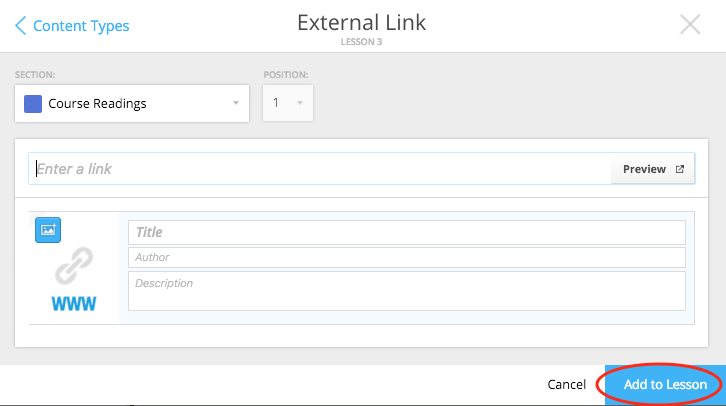 Content Types
External Link
LESSON 3
SECTION:
POSITION:
Course Readings
1
Enter a link
Preview
Title
Author
Description
WWW
Cancel
Add to Lesson